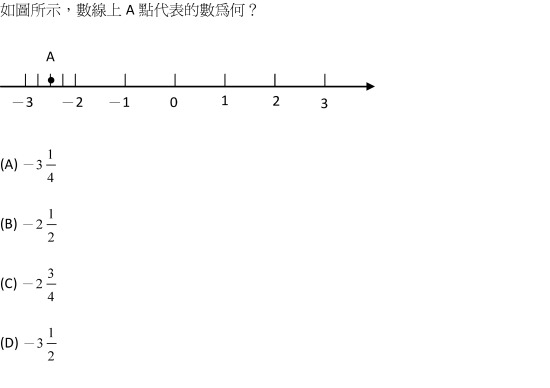 如圖所示，數線上 A 點代表的數為何？
A
－3 －2 －1 0 1 2 3
(A) －3 1/4
(B) －2 1/2
(C) －2 3/4
(D) －3 1/2